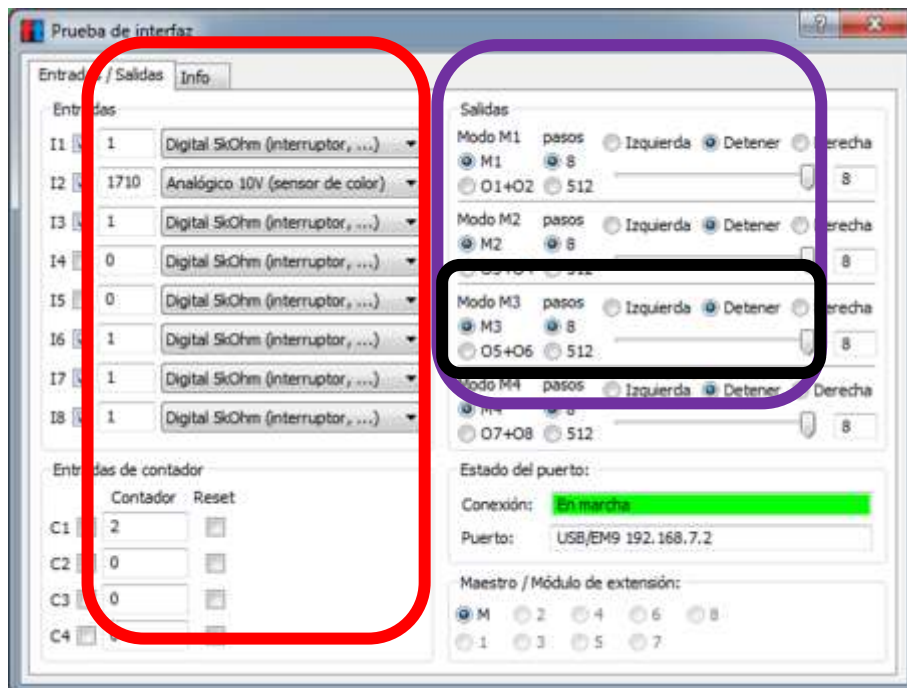 Prueba de interfaz
Entradas / Salidas Info
Entradas
I1 1 Digital 5kOhm (interruptor, ...)
I2 1710 Analógico 10V (sensor de color)
I3 1 Digital 5kOhm (interruptor, ...)
I4 0 Digital 5kOhm (interruptor, ...)
I5 0 Digital 5kOhm (interruptor, ...)
I6 1 Digital 5kOhm (interruptor, ...)
I7 1 Digital 5kOhm (interruptor, ...)
I8 1 Digital 5kOhm (interruptor, ...)
Entradas de contador
Contador Reset
C1 2
C2 0
C3 0
C4
Salidas
Modo M1 pasos Izquierda Detener Derecha
M1 8
O1+O2 512 8
Modo M2 pasos Izquierda Detener Derecha
M2 8
8
Modo M3 pasos Izquierda Detener Derecha
M3 8
O5+O6 512 8
Modo M4 pasos Izquierda Detener Derecha
M4 8
O7+O8 512 8
Estado del puerto:
Conexión: En marcha
Puerto: USB/EM9 192.168.7.2
Maestro / Módulo de extensión:
M 2 4 6 8
1 3 5 7